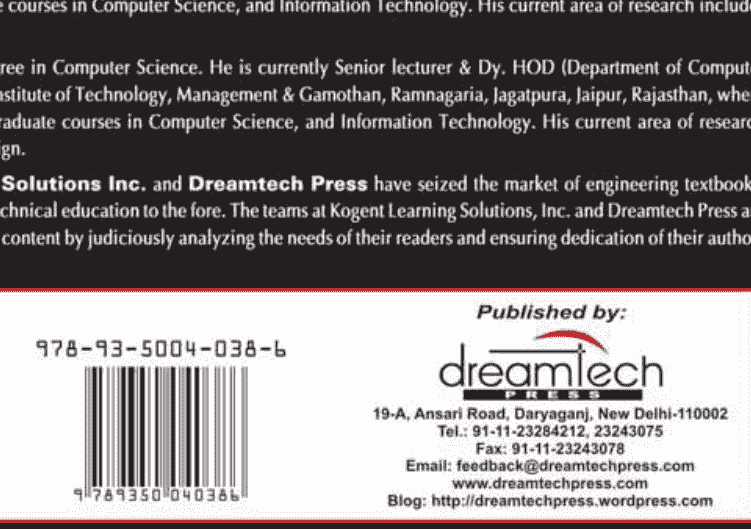 e courses in Computer Science, and Information Technology. His current area of research include
ree in Computer Science. He is currently Senior lecturer & Dy. HOD (Department of Comput
nstitute of Technology, Management & Gamothan, Ramnagaria, Jagatpura, Jaipur, Rajasthan, whe
raduate courses in Computer Science, and Information Technology. His current area of researc
ign.
Solutions Inc. and Dreamtech Press have seized the market of engineering textbook
chnical education to the fore. The teams at Kogent Learning Solutions, Inc. and Dreamtech Press a
content by judiciously analyzing the needs of their readers and ensuring dedication of their autho
978-93-5004-038-6
9 789350 040386
Published by:
dreamtech
PRESS
19-A, Ansari Road, Daryaganj, New Delhi-110002
Tel.: 91-11-23284212, 23243075
Fax: 91-11-23243078
Email: feedback@dreamtechpress.com
www.dreamtechpress.com
Blog: http://dreamtechpress.wordpress.com